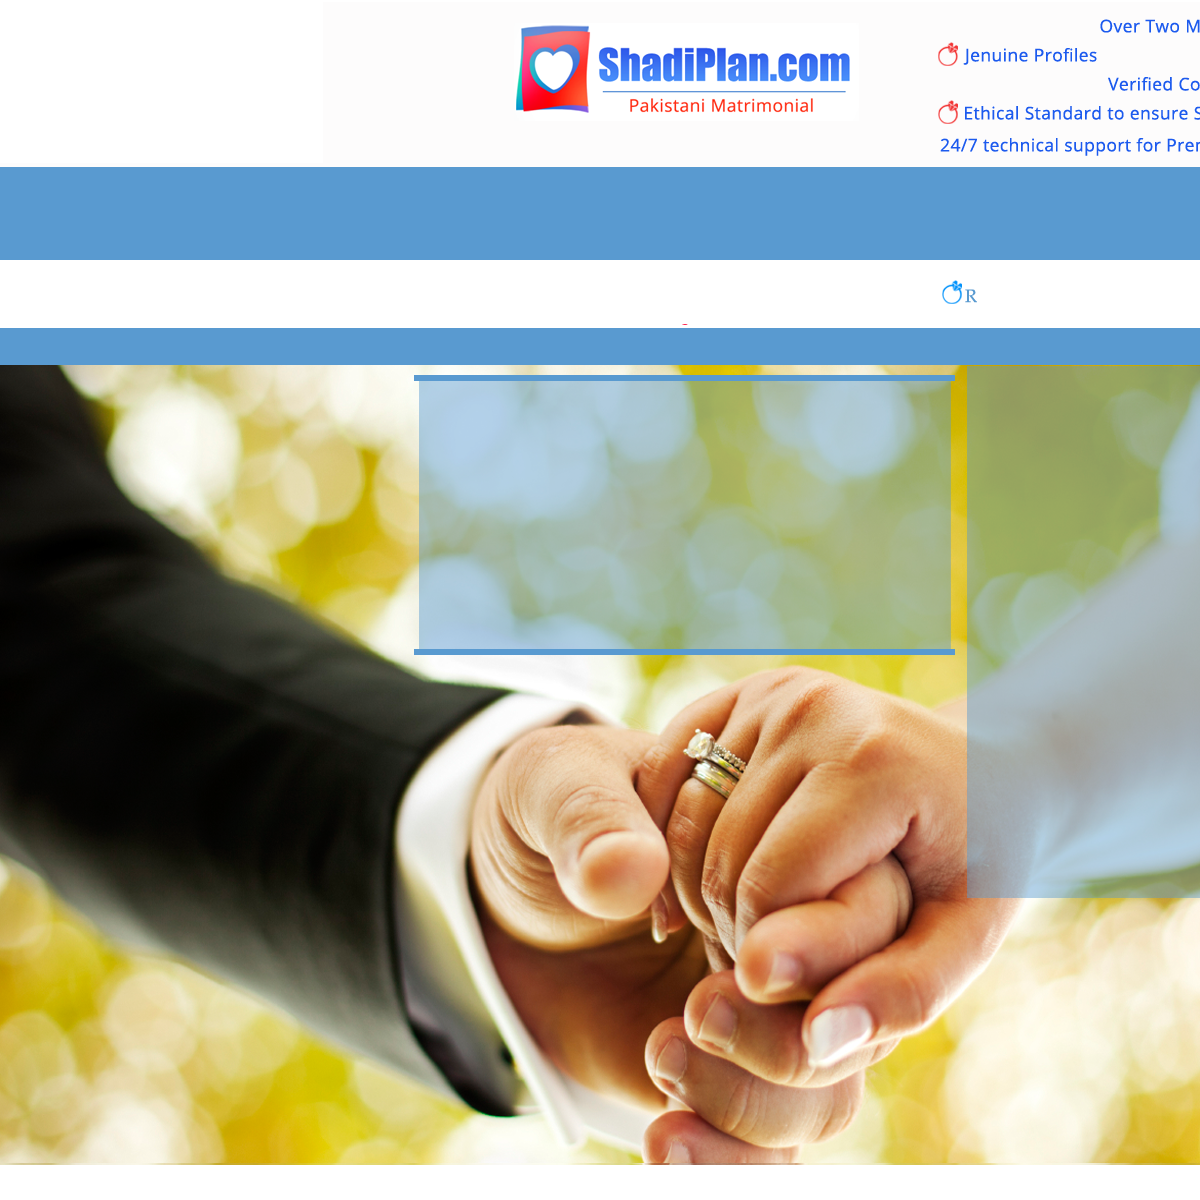 ShadiPlan.com
Pakistani Matrimonial
Over Two M
Jenuine Profiles
Verified Co
Ethical Standard to ensure S
24/7 technical support for Pre
R